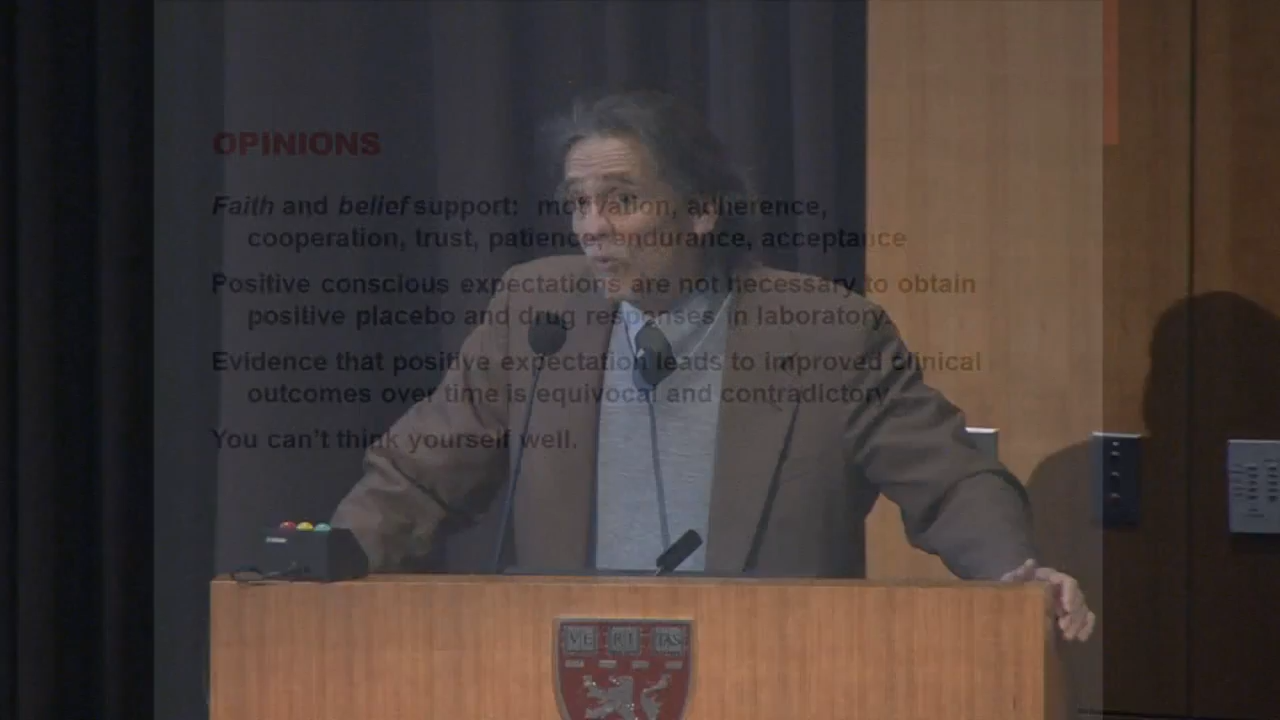 OPINIONS
Faith and belief support: motivation, adherence,
cooperation, trust, patience, endurance, acceptance
Positive conscious expectations are not necessary to obtain
positive placebo and drug responses in laboratory.
Evidence that positive expectation leads to improved clinical
outcomes over time is equivocal and contradictory
You can't think yourself well.
VE RI TAS